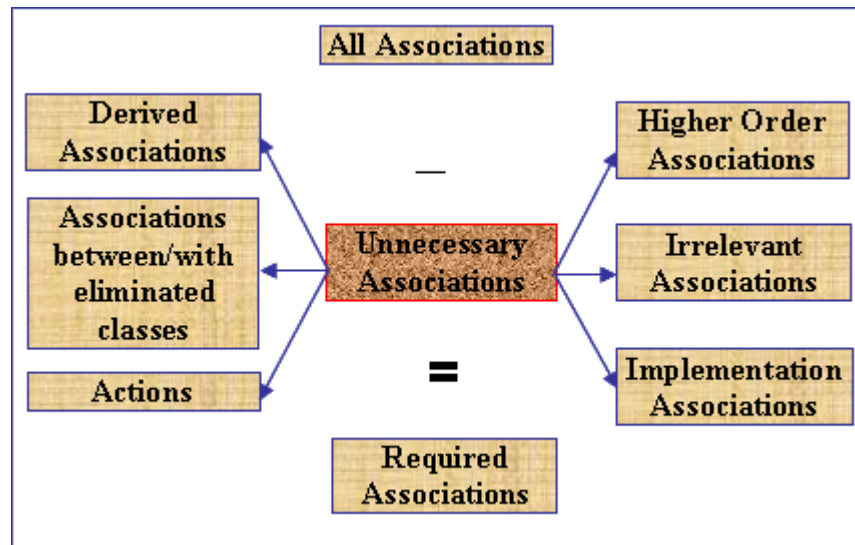 All Associations
Derived
Associations
Higher Order
Associations
–
Associations
between/with
eliminated
classes
Unnecessary
Associations
Irrelevant
Associations
Actions
=
Implementation
Associations
Required
Associations